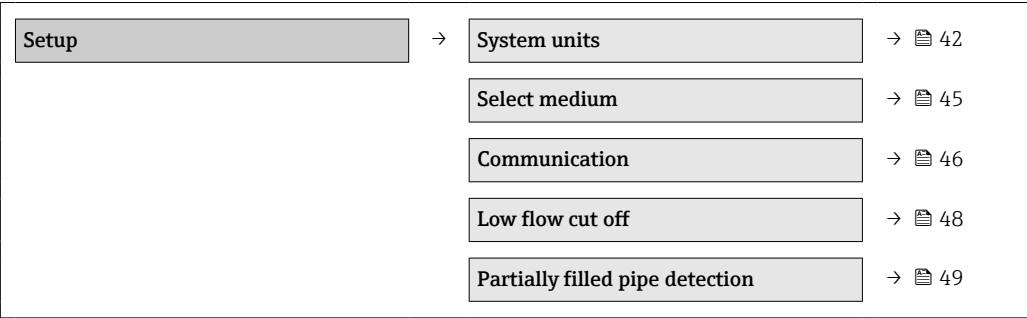 Setup → System units → 42
Select medium → 45
Communication → 46
Low flow cut off → 48
Partially filled pipe detection → 49